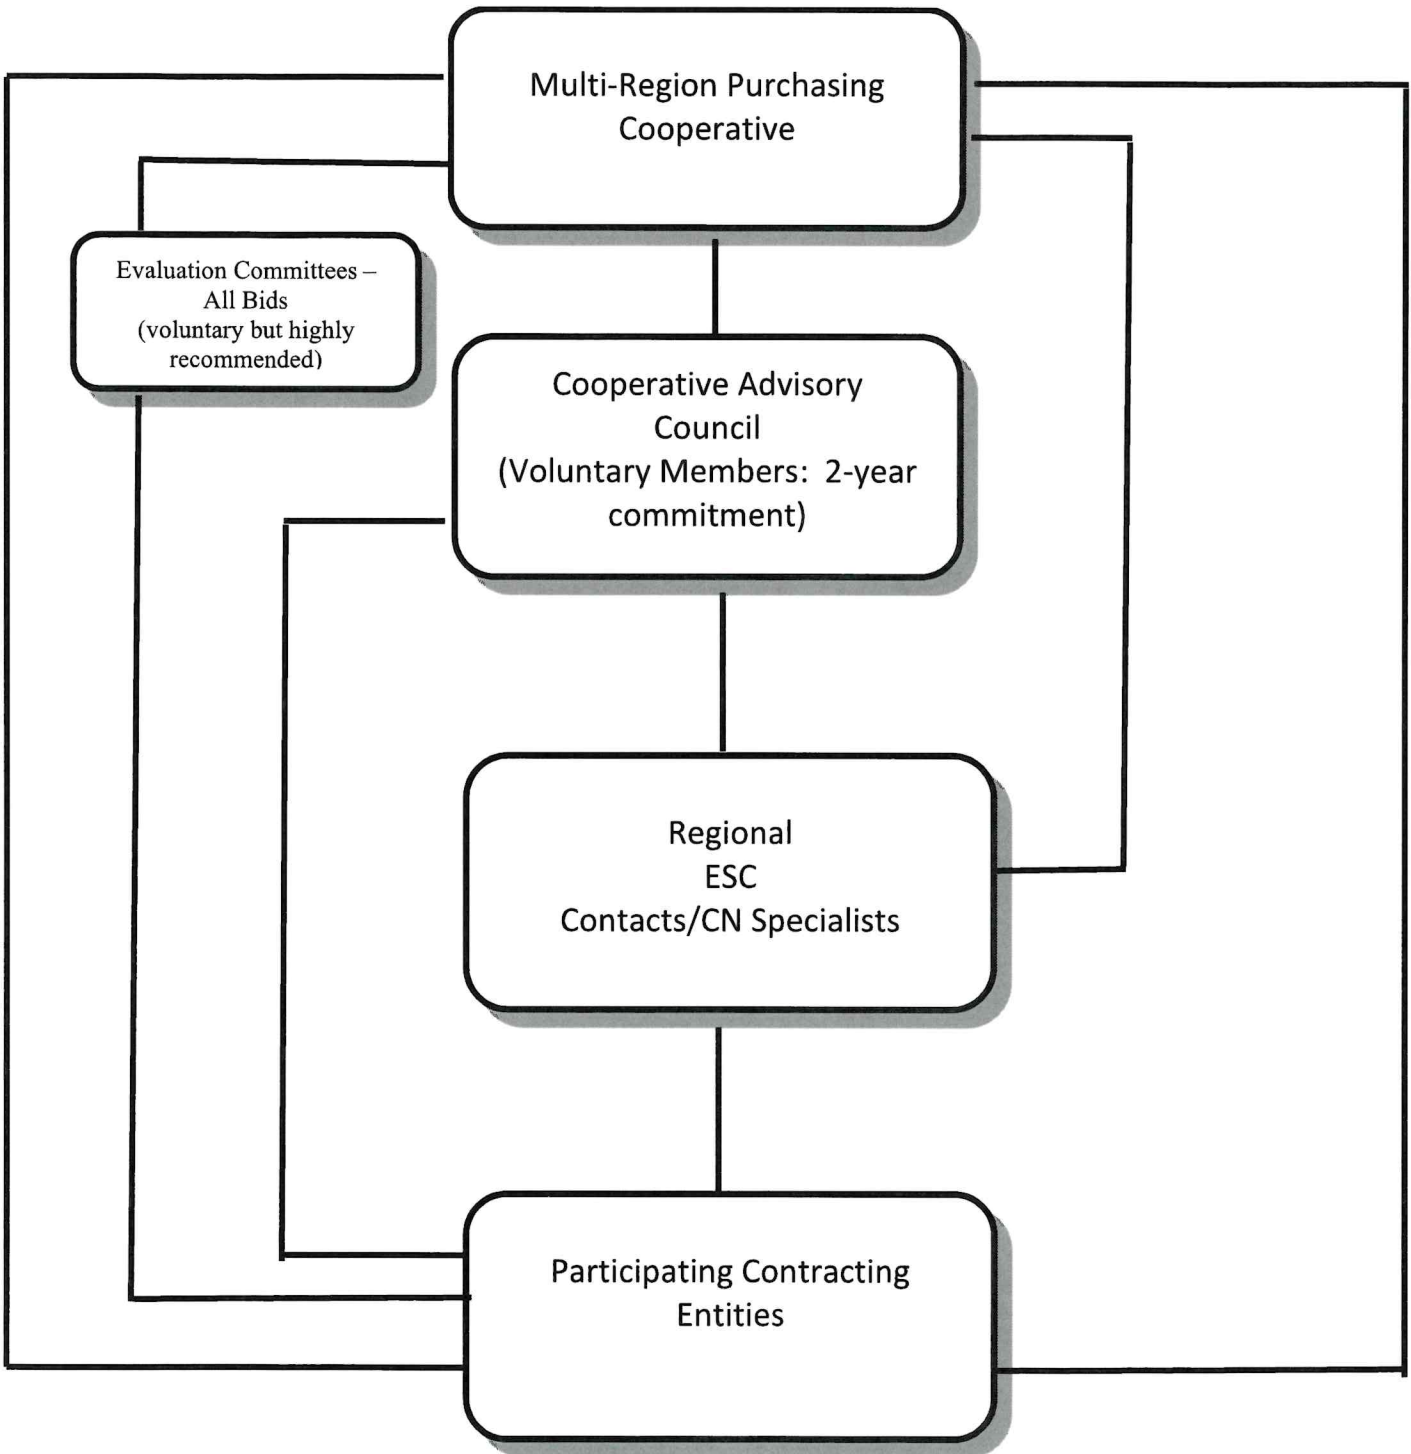 Multi-Region Purchasing
Cooperative
Evaluation Committees –
All Bids
(voluntary but highly
recommended)
Cooperative Advisory
Council
(Voluntary Members:  2-year
commitment)
Regional
ESC
Contacts/CN Specialists
Participating Contracting
Entities